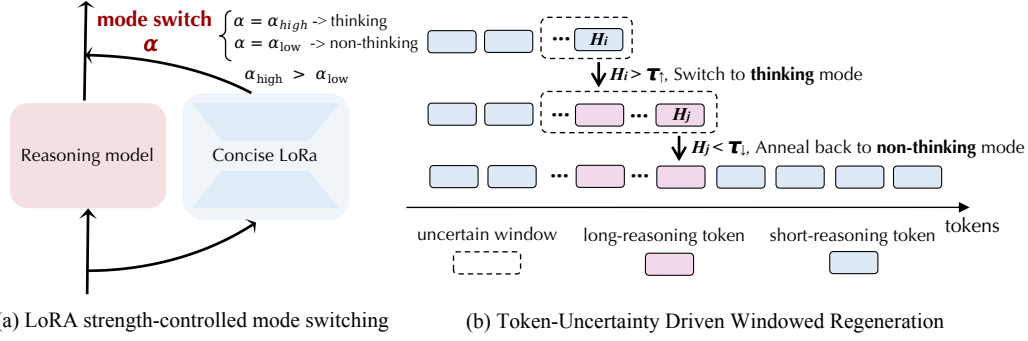 mode switch
α
α = α_high -> thinking
α = α_low -> non-thinking
α_high > α_low
Reasoning model
Concise LoRa
(a) LoRA strength-controlled mode switching
... H_i
H_i > τ↑, Switch to thinking mode
... ... H_j
H_j < τ↓, Anneal back to non-thinking mode
... ...
tokens
uncertain window
long-reasoning token
short-reasoning token
(b) Token-Uncertainty Driven Windowed Regeneration